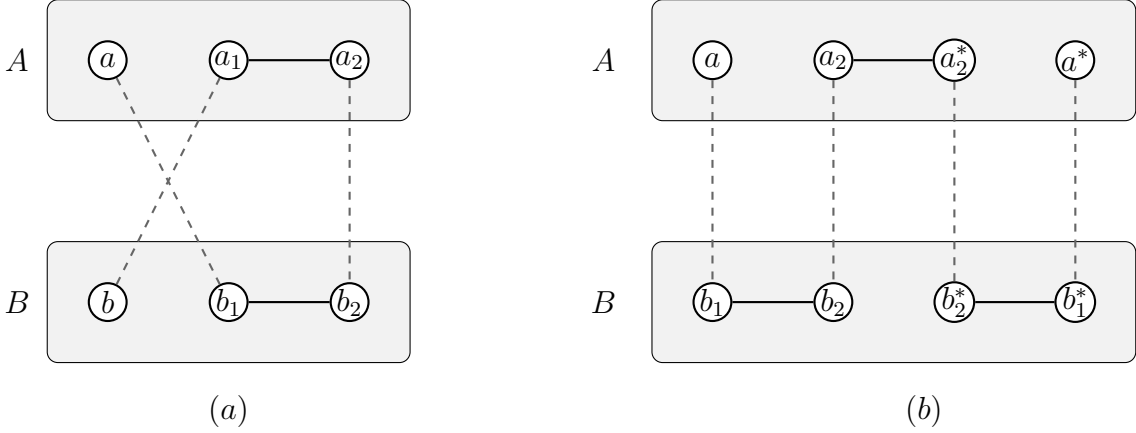 A a a₁ a₂ A a a₂ a₂* a*
B b b₁ b₂ B b₁ b₂ b₂* b₁*
(a) (b)